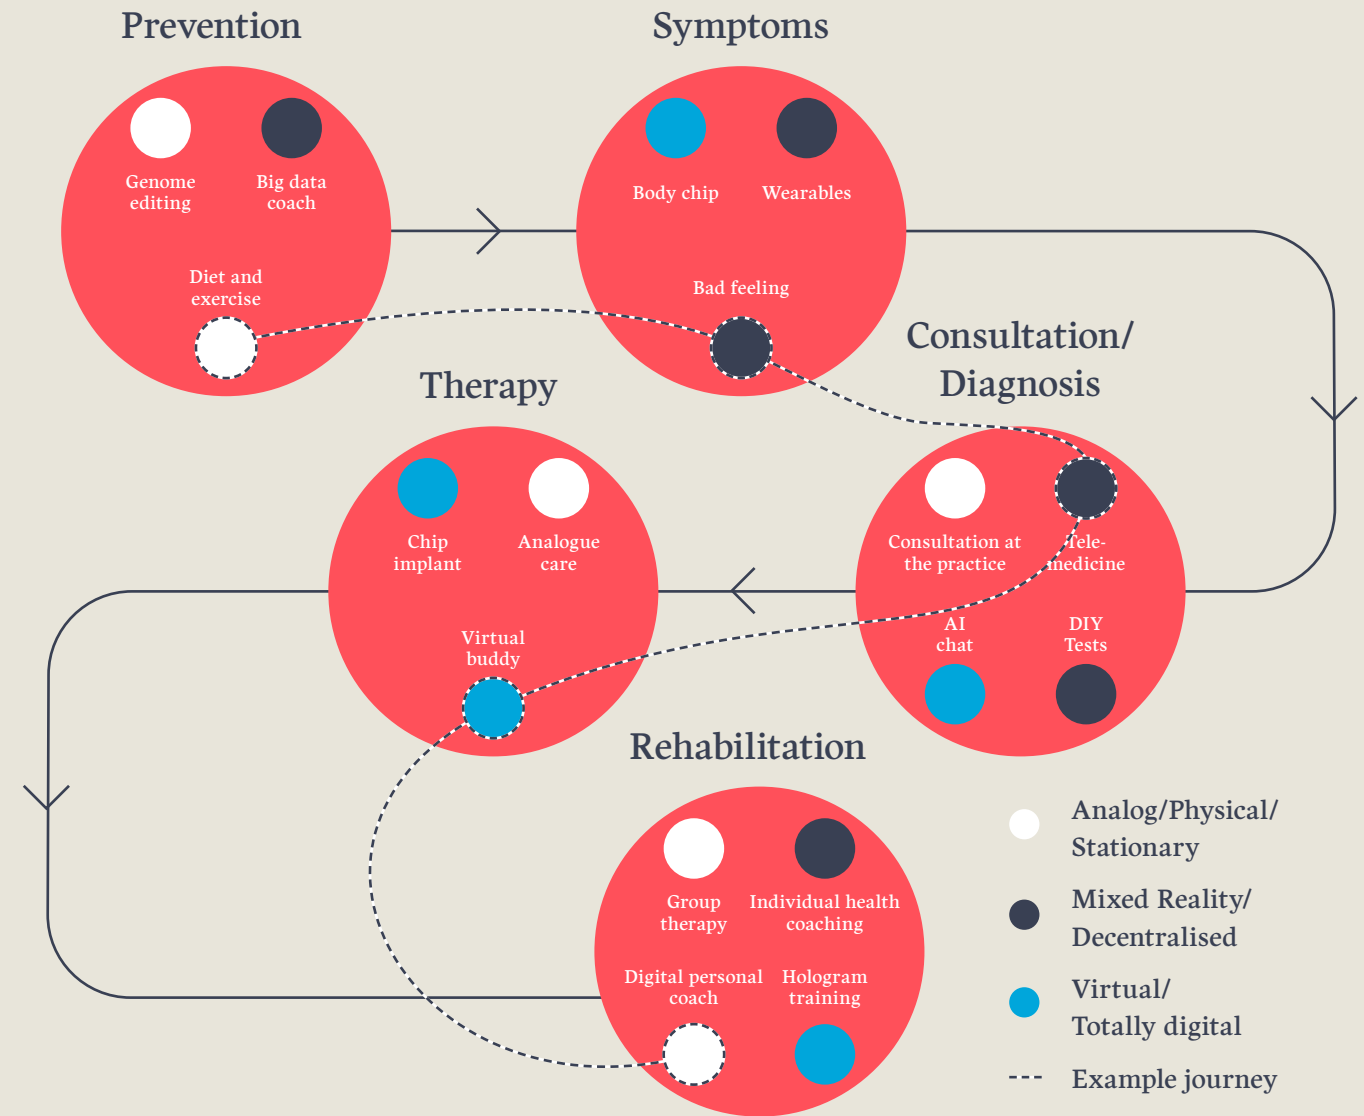 Prevention
Genome
editing
Big data
coach
Diet and
exercise
Symptoms
Body chip
Wearables
Bad feeling
Consultation/
Diagnosis
Consultation at
the practice
Tele-
medicine
AI
chat
DIY
Tests
Therapy
Chip
implant
Analogue
care
Virtual
buddy
Rehabilitation
Group
therapy
Individual health
coaching
Digital personal
coach
Hologram
training
Analog/Physical/
Stationary
Mixed Reality/
Decentralised
Virtual/
Totally digital
Example journey